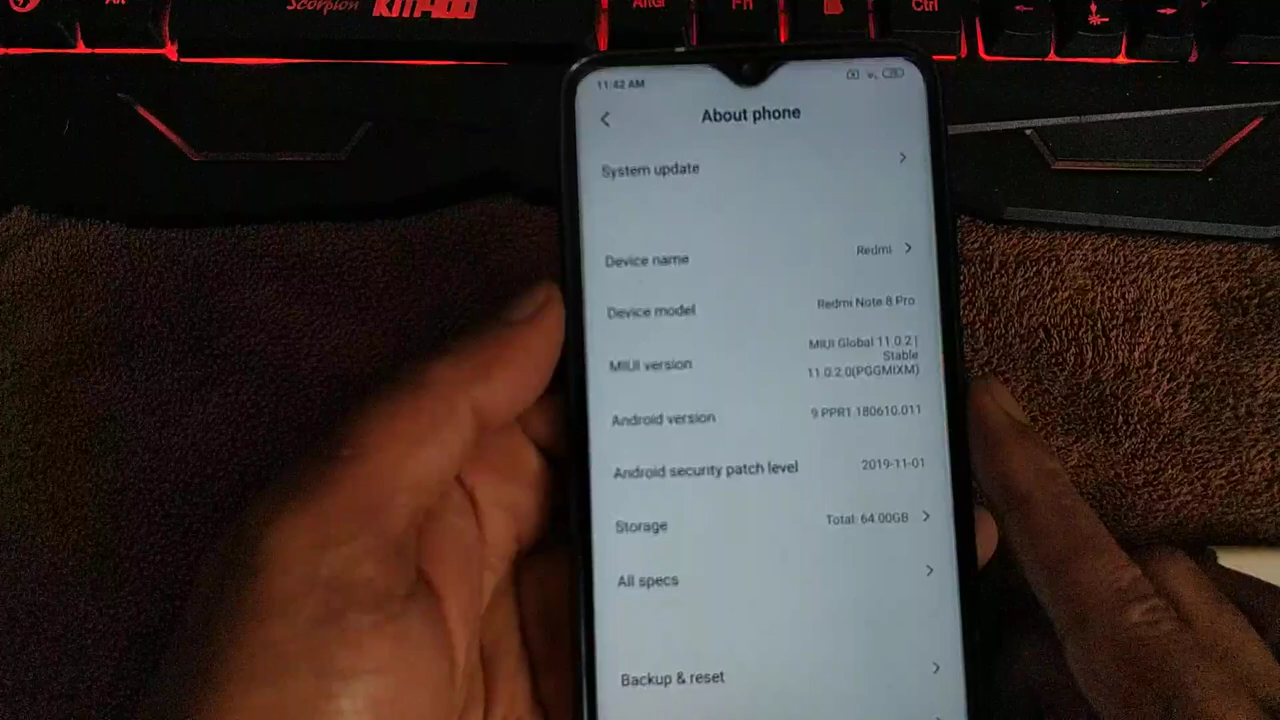 Scorpion KM400
AltGr Fn Ctrl
11:42 AM
About phone
System update
Device name Redmi
Device model Redmi Note 8 Pro
MIUI version MIUI Global 11.0.2 |
Stable
11.0.2.0(PGGMIXM)
Android version 9 PPR1.180610.011
Android security patch level 2019-11-01
Storage Total: 64.00GB
All specs
Backup & reset